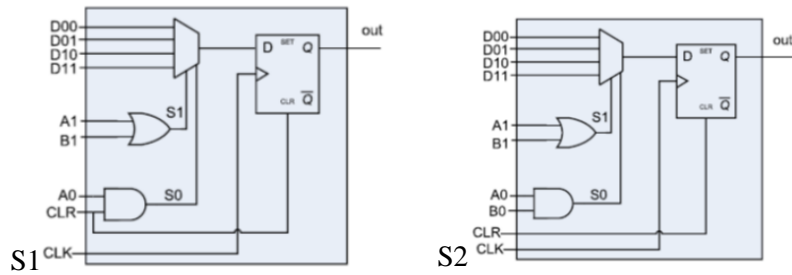 D00
D01
D10
D11
A1
B1
S1
A0
CLR
S0
CLK
D SET Q
CLR Q
out
S1
D00
D01
D10
D11
A1
B1
S1
A0
B0
S0
CLR
CLK
D SET Q
CLR Q
out
S2